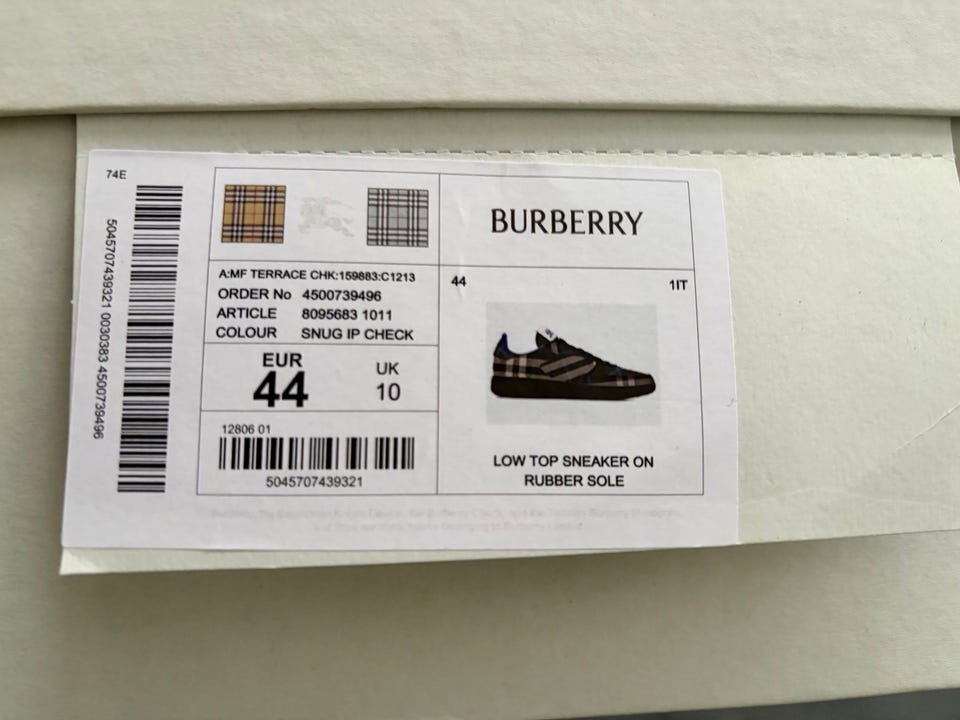 74E
5045707439321 0030383 4500739496
BURBERRY
A:MF TERRACE CHK:159883:C1213
ORDER No 4500739496
ARTICLE 8095683 1011
COLOUR SNUG IP CHECK
EUR
44
UK
10
12806 01
5045707439321
44
1IT
LOW TOP SNEAKER ON
RUBBER SOLE